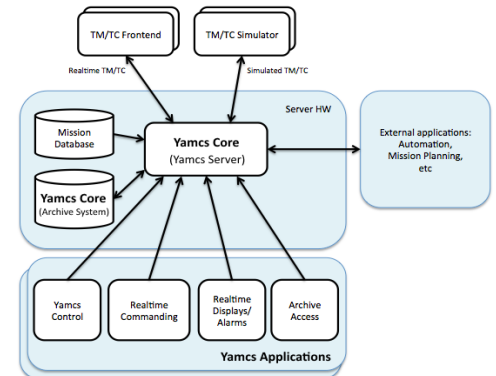 TM/TC Frontend
TM/TC Simulator
Realtime TM/TC
Simulated TM/TC
Server HW
Mission
Database
Yamcs Core
(Yamcs Server)
External applications:
Automation,
Mission Planning,
etc
Yamcs Core
(Archive System)
Yamcs
Control
Realtime
Commanding
Realtime
Displays/
Alarms
Archive
Access
Yamcs Applications